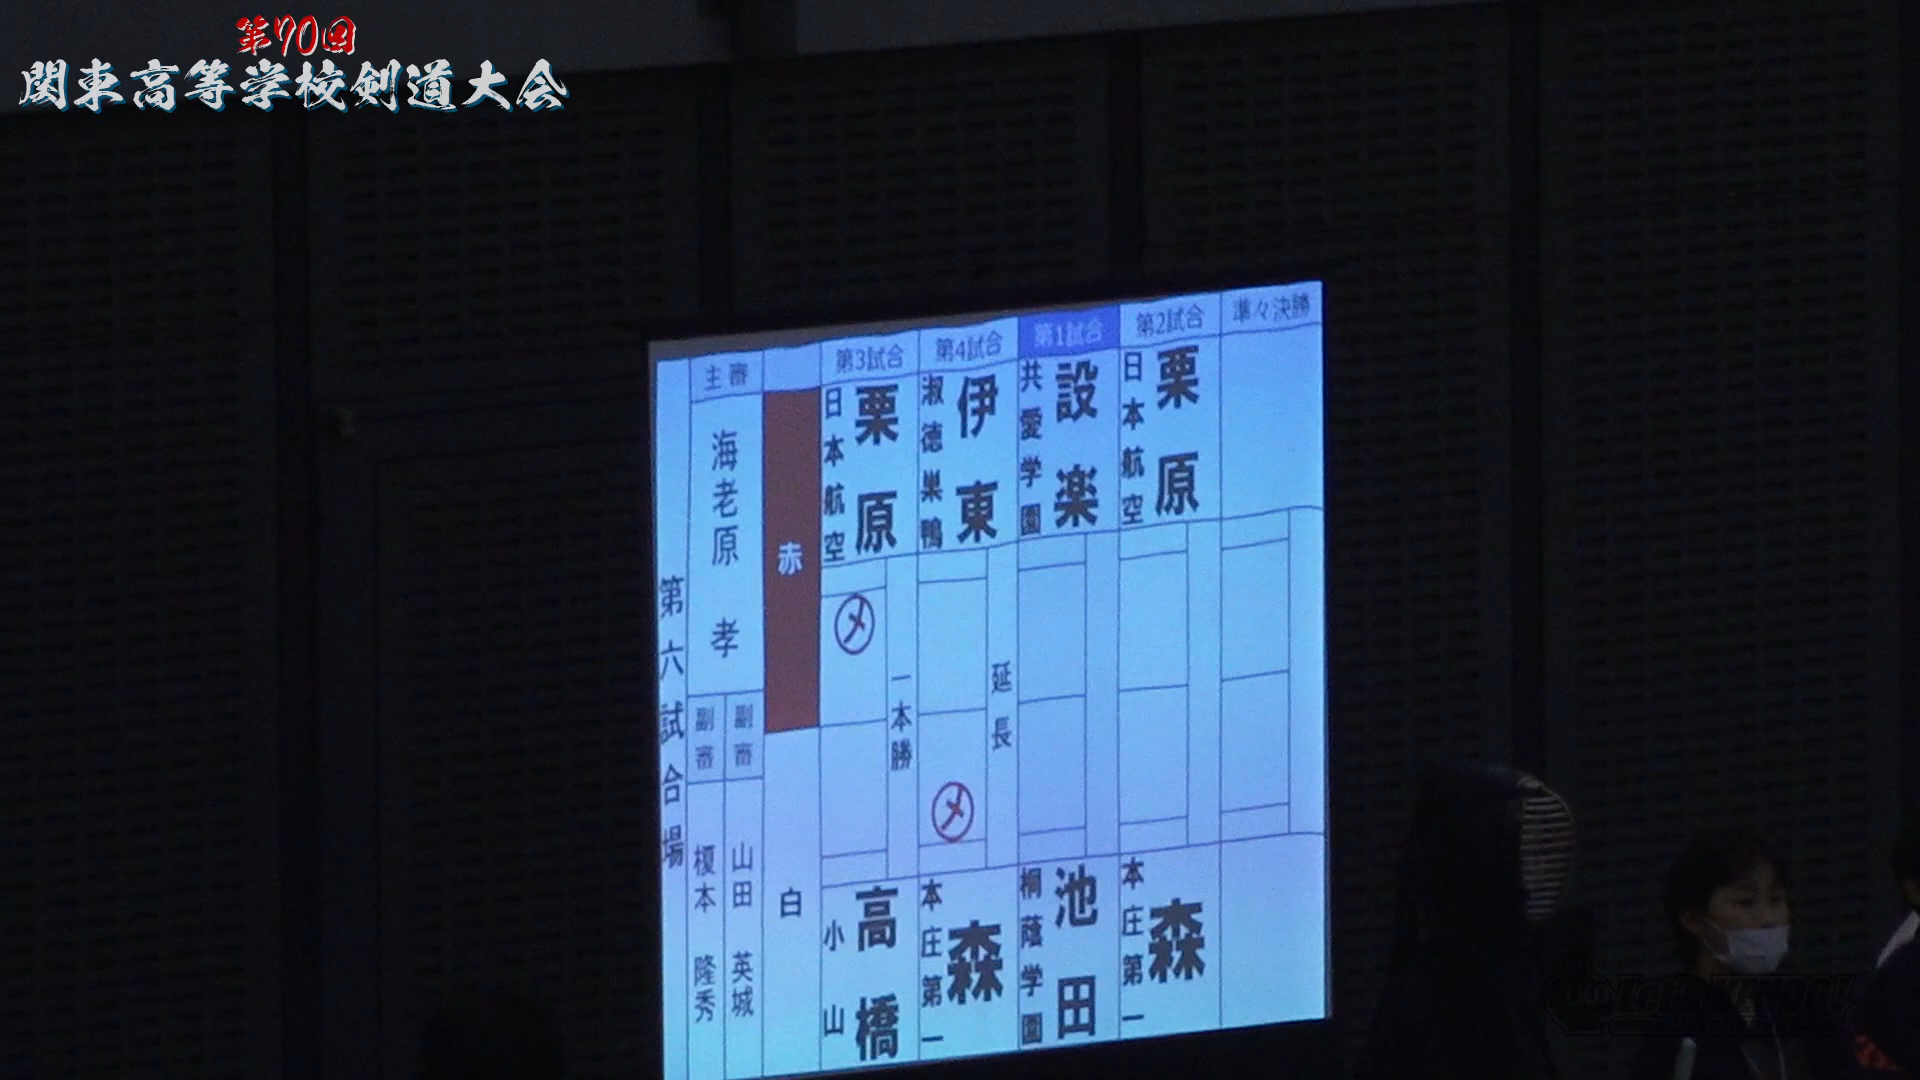 第70回
関東高等学校剣道大会
第六試合場
主審
海老原 孝
副審
副審
榎本 隆秀
山田 英城
赤
白
第3試合
日本航空
栗原
メ
一本勝
小山
高橋
第4試合
淑徳巣鴨
伊東
メ
延長
本庄第一
森
第1試合
共愛学園
設楽
桐蔭学園
池田
第2試合
日本航空
栗原
本庄第一
森
準々決勝
Let's KENDO!